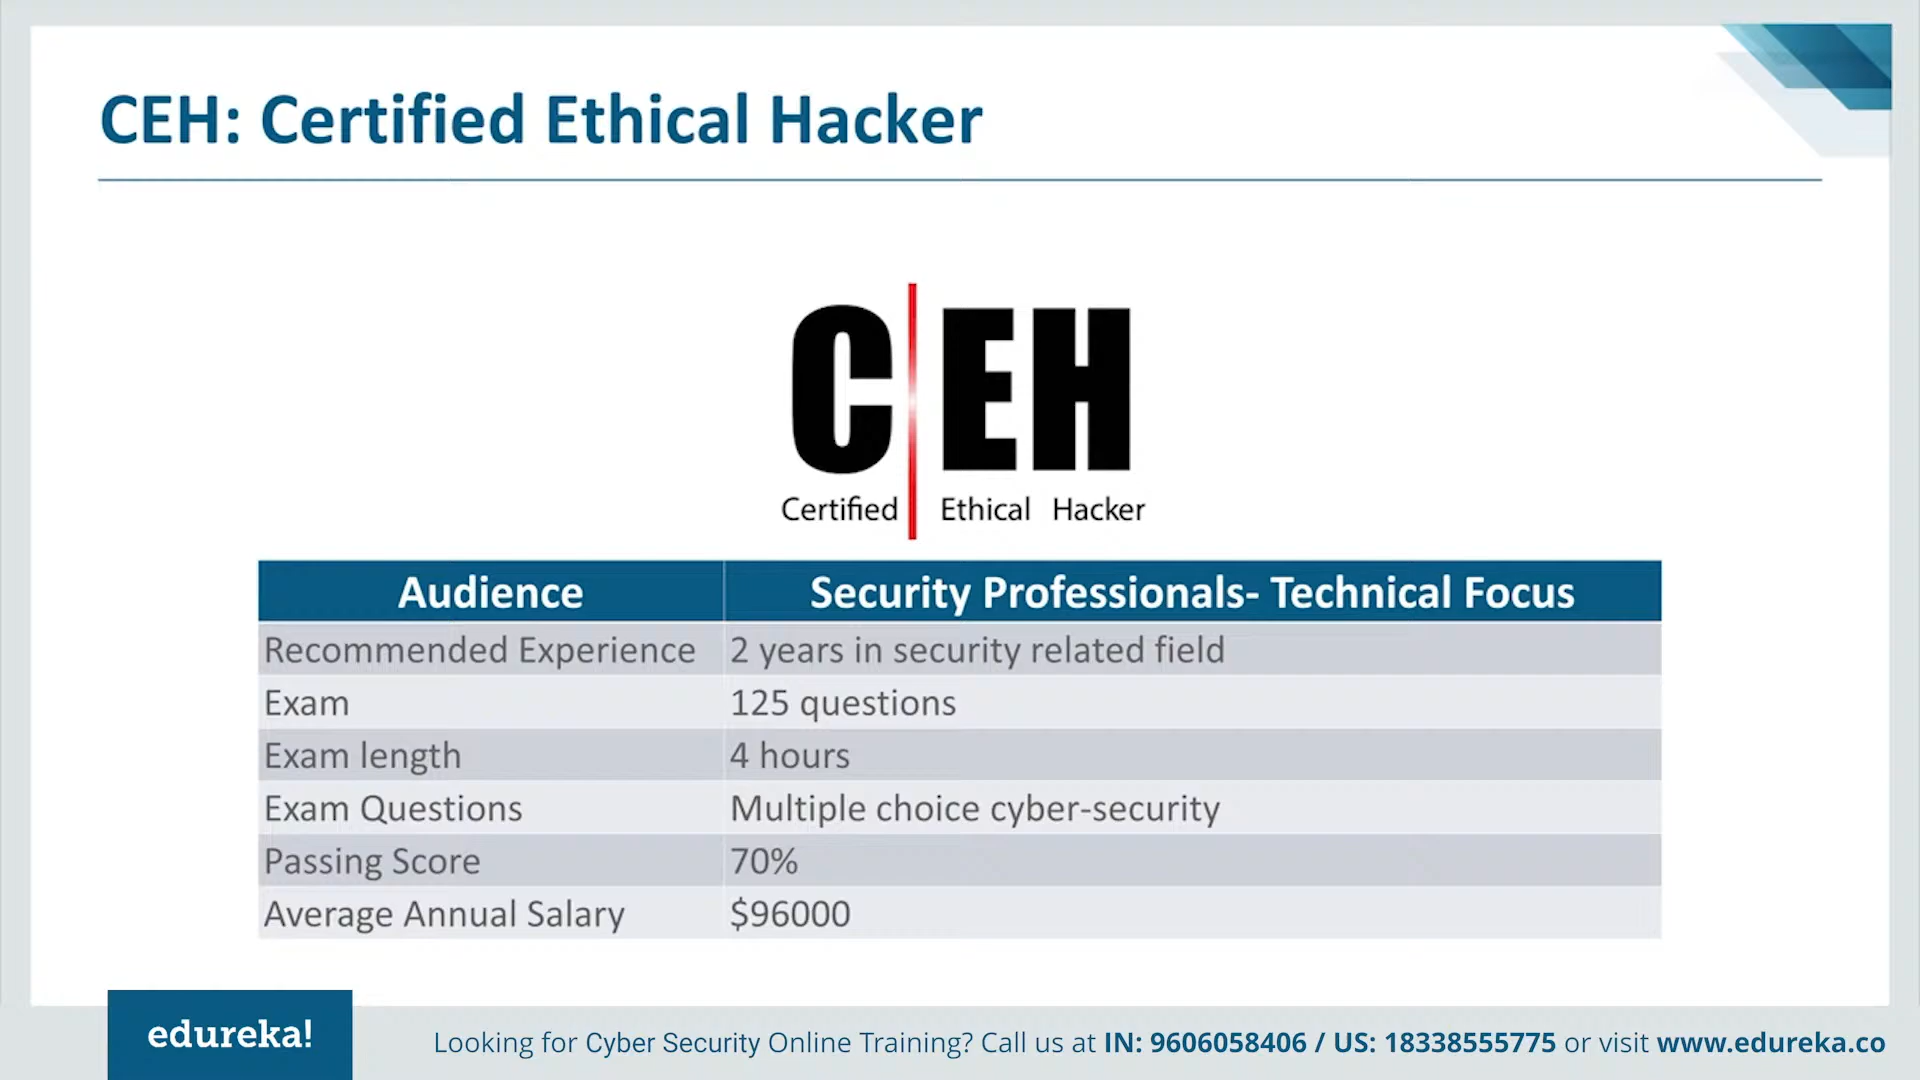 CEH: Certified Ethical Hacker
C EH
Certified Ethical Hacker
Audience Security Professionals- Technical Focus
Recommended Experience 2 years in security related field
Exam 125 questions
Exam length 4 hours
Exam Questions Multiple choice cyber-security
Passing Score 70%
Average Annual Salary $96000
edureka!
Looking for Cyber Security Online Training? Call us at IN: 9606058406 / US: 18338555775 or visit www.edureka.co